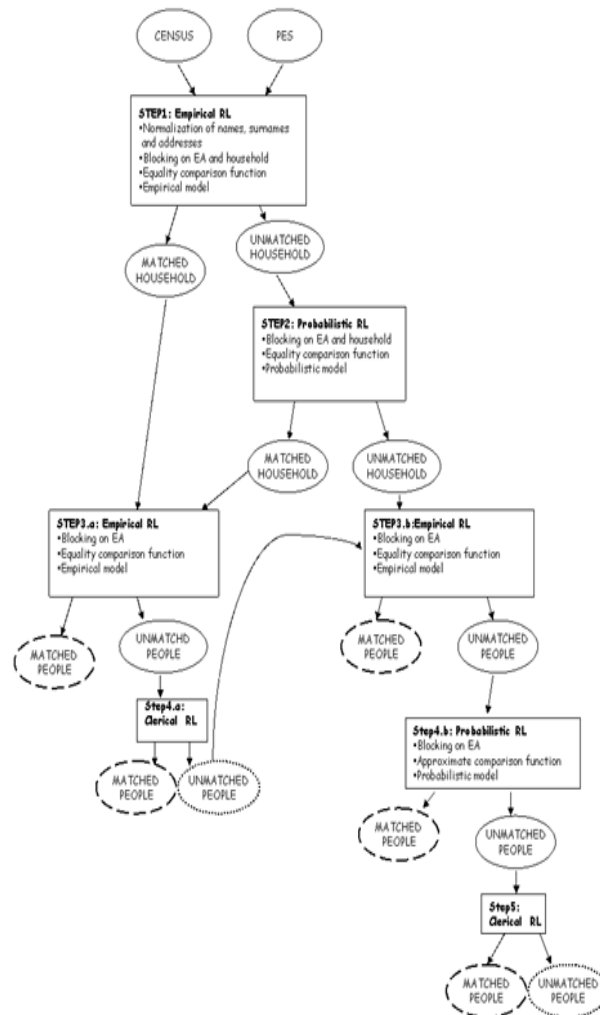 CENSUS
PES
STEP1: Empirical RL
•Normalization of names, surnames
and addresses
•Blocking on EA and household
•Equality comparison function
•Empirical model
MATCHED
HOUSEHOLD
UNMATCHED
HOUSEHOLD
STEP2: Probabilistic RL
•Blocking on EA and household
•Equality comparison function
•Probabilistic model
MATCHED
HOUSEHOLD
UNMATCHED
HOUSEHOLD
STEP3.a: Empirical RL
•Blocking on EA
•Equality comparison function
•Empirical model
STEP3.b:Empirical RL
•Blocking on EA
•Equality comparison function
•Empirical model
MATCHED
PEOPLE
UNMATCHD
PEOPLE
MATCHED
PEOPLE
UNMATCHED
PEOPLE
Step4.a:
Clerical RL
MATCHED
PEOPLE
UNMATCHED
PEOPLE
Step4.b: Probabilistic RL
•Blocking on EA
•Approximate comparison function
•Probabilistic model
MATCHED
PEOPLE
UNMATCHED
PEOPLE
Step5:
Clerical RL
MATCHED
PEOPLE
UNMATCHED
PEOPLE